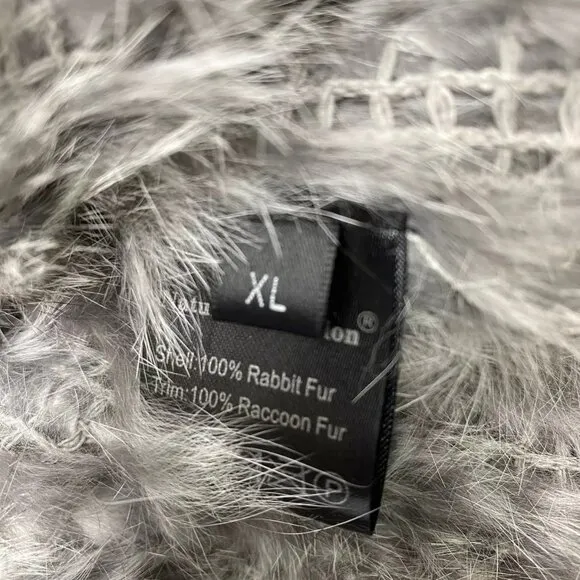 XL
Shell:100% Rabbit Fur
Trim:100% Raccoon Fur
P